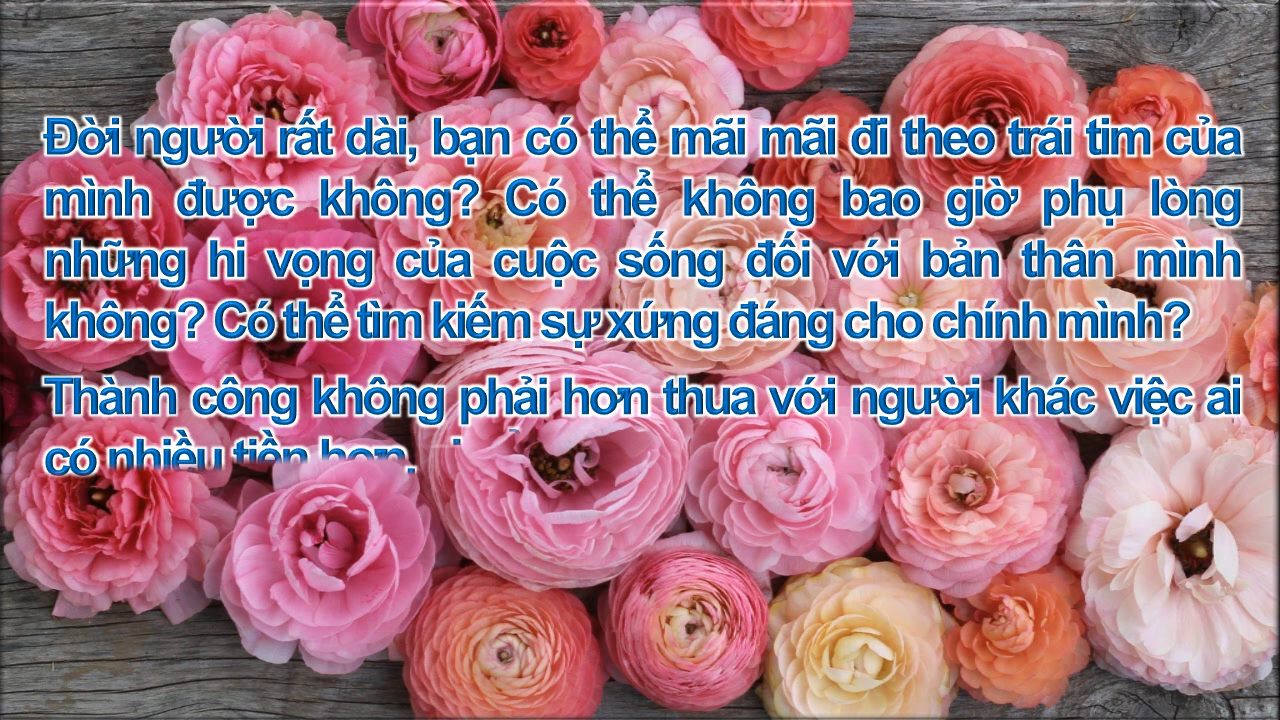 Đời người rất dài, bạn có thể mãi mãi đi theo trái tim của
mình được không? Có thể không bao giờ phụ lòng
những hi vọng của cuộc sống đối với bản thân mình
không? Có thể tìm kiếm sự xứng đáng cho chính mình?
Thành công không phải hơn thua với người khác việc ai
có nhiều tiền hơn,